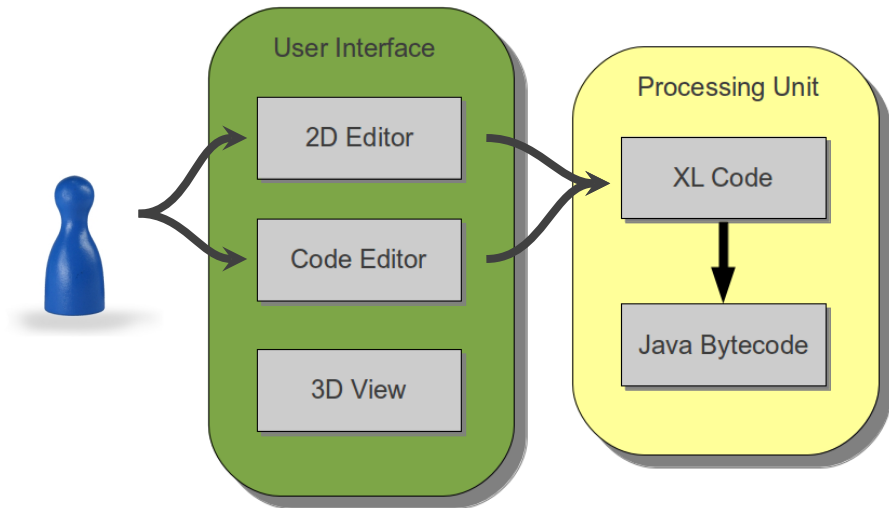 User Interface
2D Editor
Code Editor
3D View
Processing Unit
XL Code
Java Bytecode